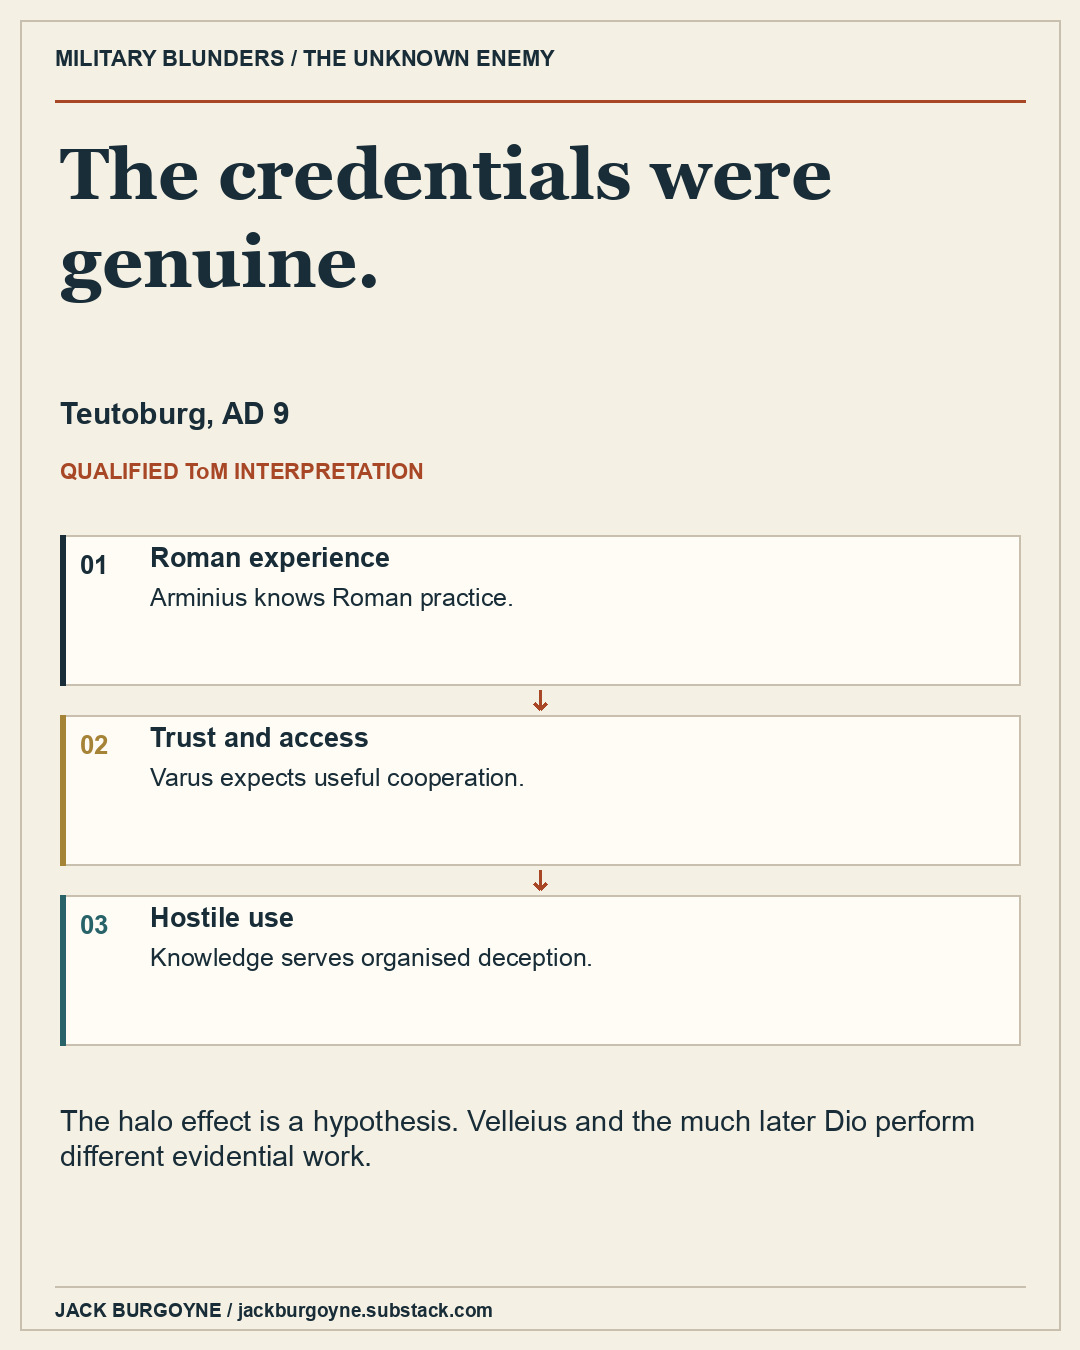 MILITARY BLUNDERS / THE UNKNOWN ENEMY
The credentials were
genuine.
Teutoburg, AD 9
QUALIFIED ToM INTERPRETATION
01
Roman experience
Arminius knows Roman practice.
↓
02
Trust and access
Varus expects useful cooperation.
↓
03
Hostile use
Knowledge serves organised deception.
The halo effect is a hypothesis. Velleius and the much later Dio perform
different evidential work.
JACK BURGOYNE / jackburgoyne.substack.com